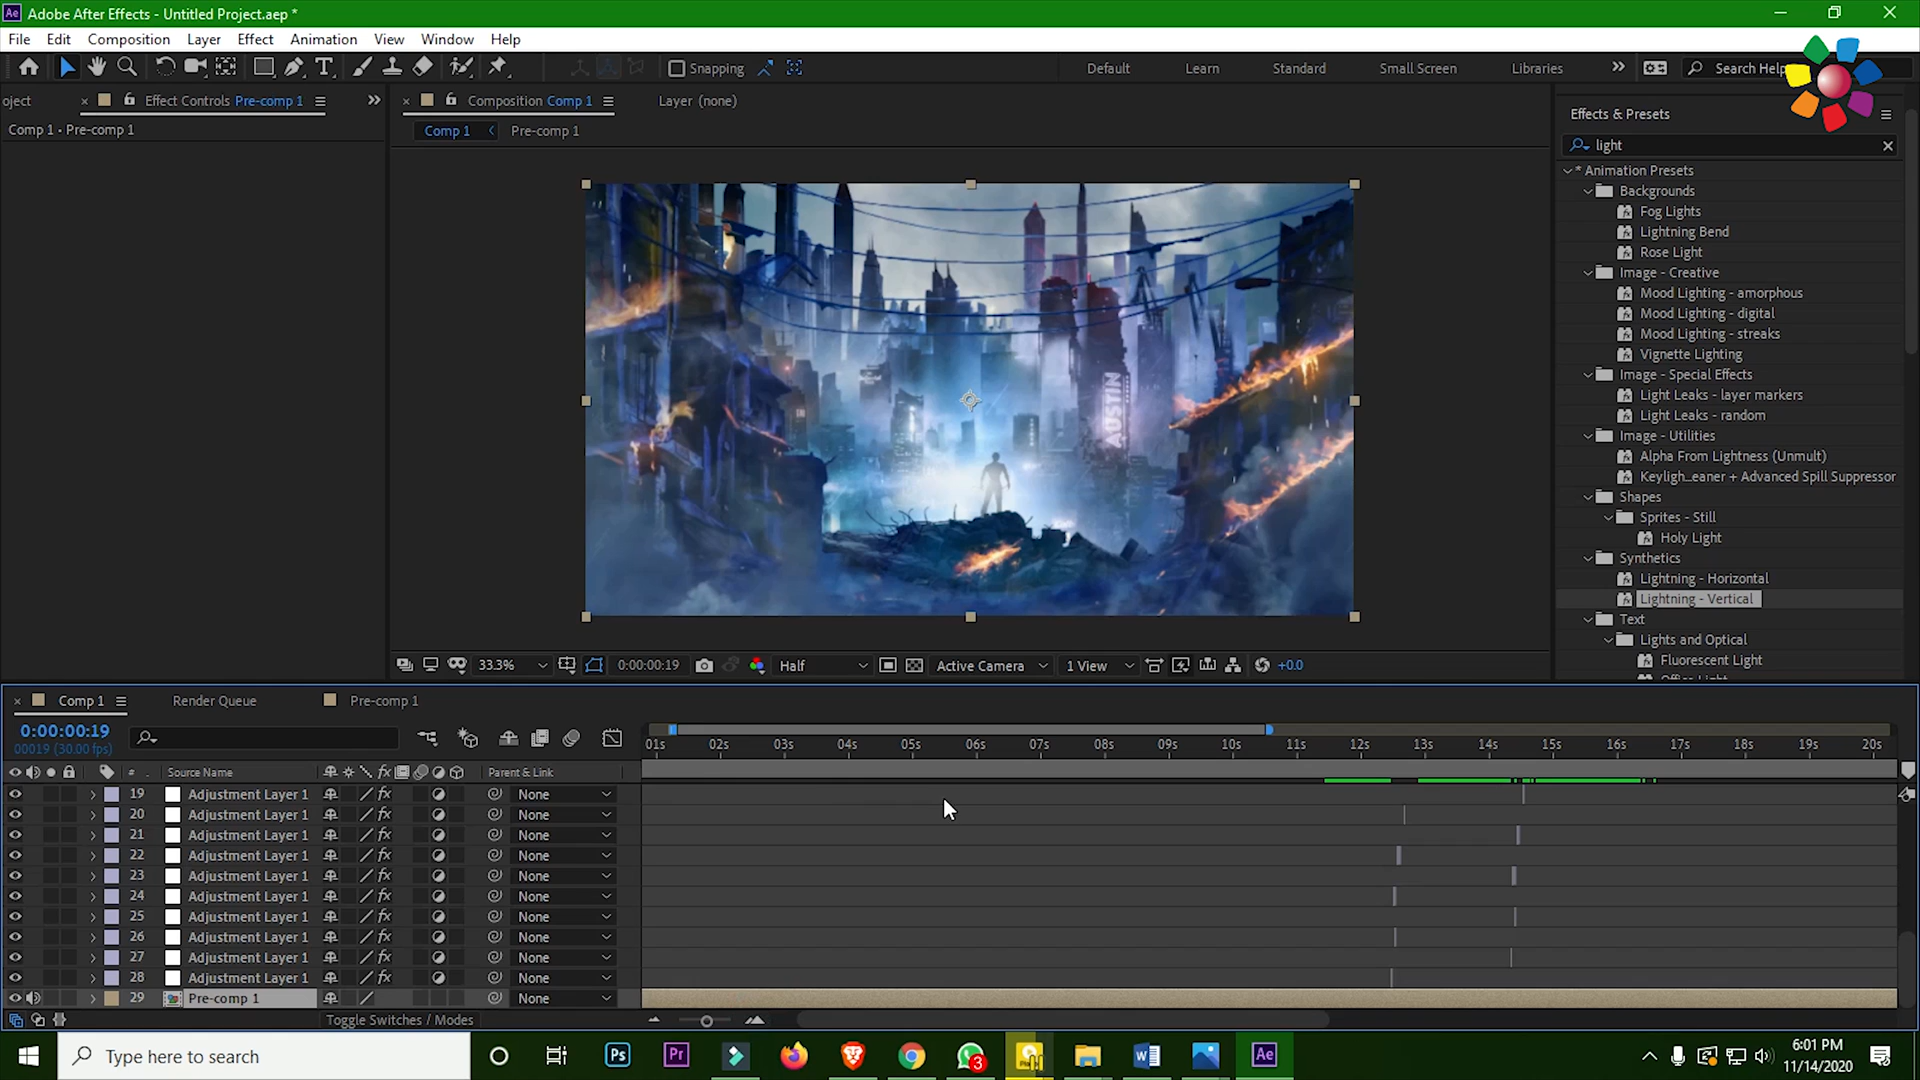 Adobe After Effects - Untitled Project.aep *
File Edit Composition Layer Effect Animation View Window Help
Snapping
Default Learn Standard Small Screen Libraries
Search Help
oject
Effect Controls Pre-comp 1
Composition Comp 1
Layer (none)
Effects & Presets
Comp 1 • Pre-comp 1
Comp 1 Pre-comp 1
light
* Animation Presets
Backgrounds
Fog Lights
Lightning Bend
Rose Light
Image - Creative
Mood Lighting - amorphous
Mood Lighting - digital
Mood Lighting - streaks
Vignette Lighting
Image - Special Effects
Light Leaks - layer markers
Light Leaks - random
Image - Utilities
Alpha From Lightness (Unmult)
Keyligh...eaner + Advanced Spill Suppressor
Shapes
Sprites - Still
Holy Light
Synthetics
Lightning - Horizontal
Lightning - Vertical
Text
Lights and Optical
Fluorescent Light
AUSTIN
33.3% 0:00:00:19 Half Active Camera 1 View +0.0
Comp 1 Render Queue Pre-comp 1
0:00:00:19
00019 (30.00 fps)
01s 02s 03s 04s 05s 06s 07s 08s 09s 10s 11s 12s 13s 14s 15s 16s 17s 18s 19s 20s
# Source Name Parent & Link
19 Adjustment Layer 1 None
20 Adjustment Layer 1 None
21 Adjustment Layer 1 None
22 Adjustment Layer 1 None
23 Adjustment Layer 1 None
24 Adjustment Layer 1 None
25 Adjustment Layer 1 None
26 Adjustment Layer 1 None
27 Adjustment Layer 1 None
28 Adjustment Layer 1 None
29 Pre-comp 1 None
Toggle Switches / Modes
Type here to search
Ps
Pr
3
Ae
6:01 PM
11/14/2020